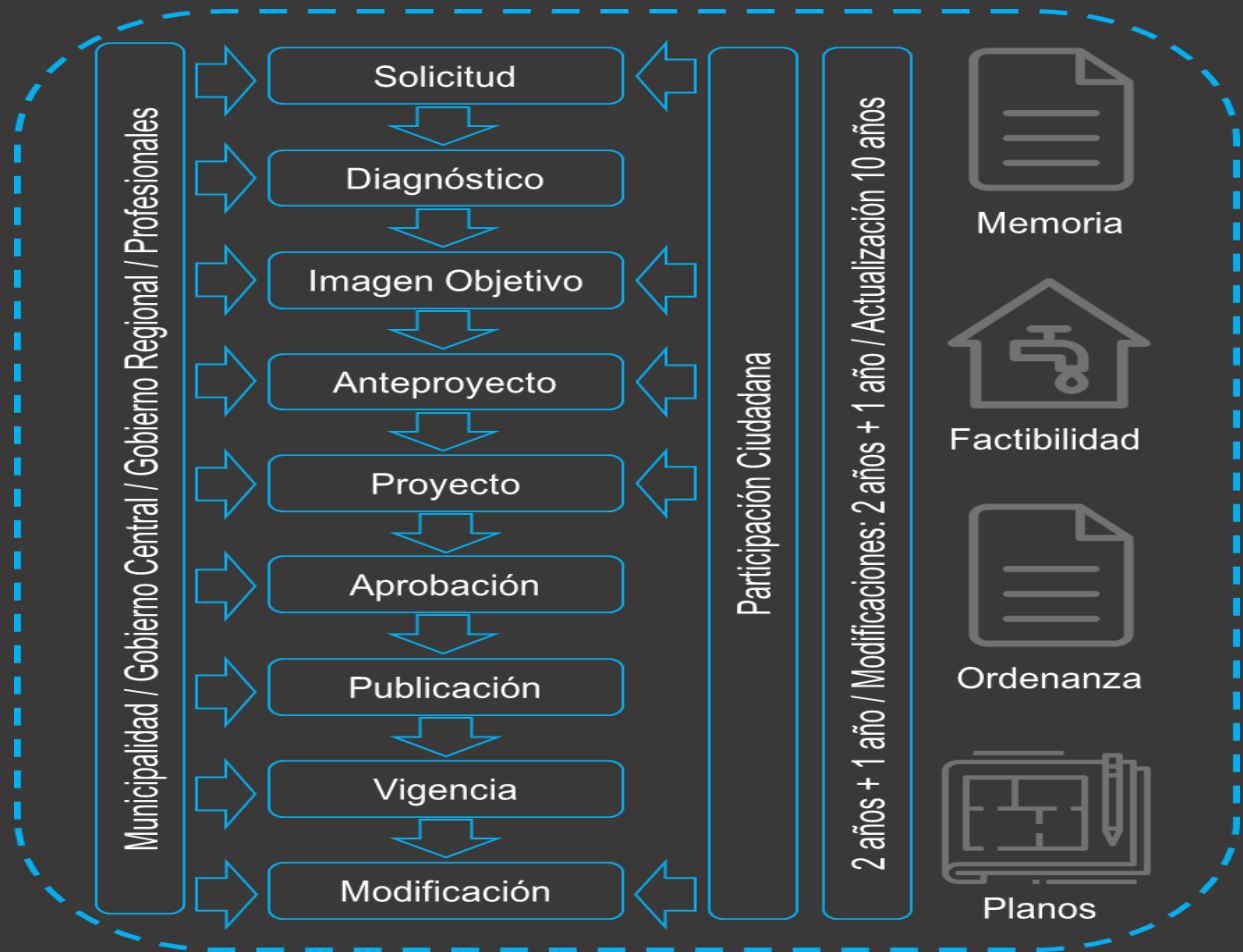 Municipalidad / Gobierno Central / Gobierno Regional / Profesionales
Solicitud
Diagnóstico
Imagen Objetivo
Anteproyecto
Proyecto
Aprobación
Publicación
Vigencia
Modificación
Participación Ciudadana
2 años + 1 año / Modificaciones: 2 años + 1 año / Actualización 10 años
Memoria
Factibilidad
Ordenanza
Planos